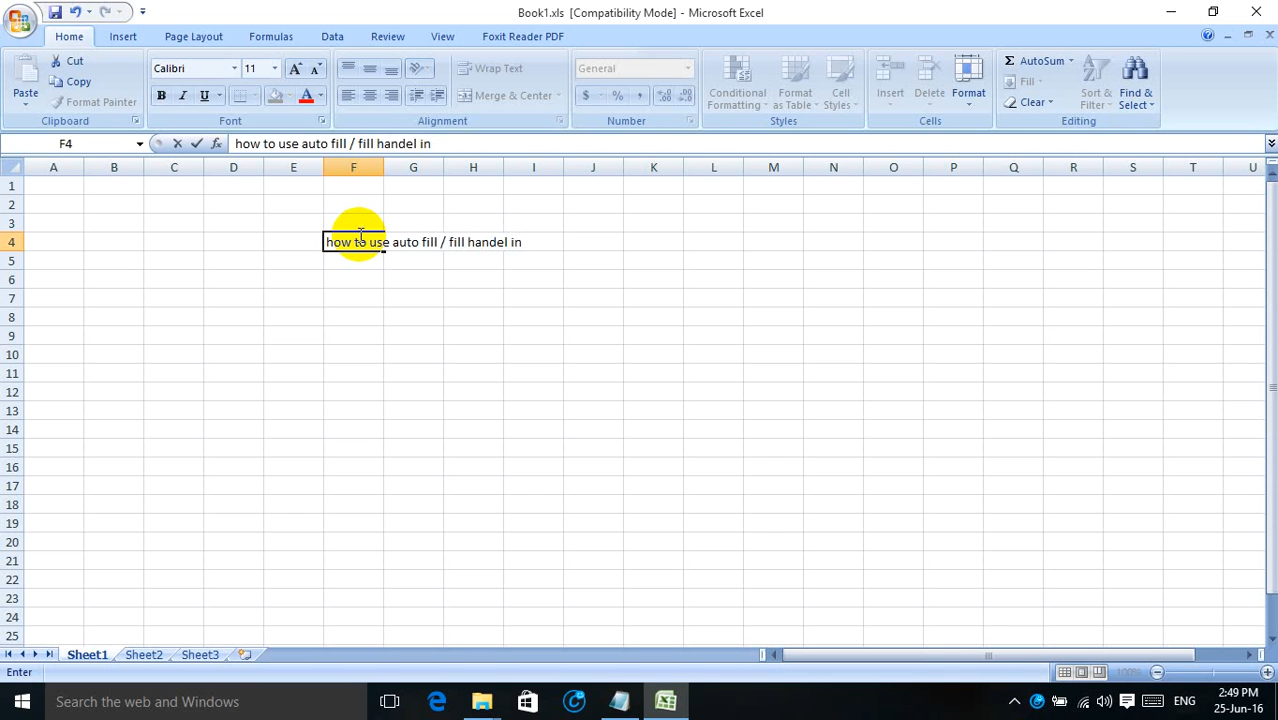 Book1.xls [Compatibility Mode] - Microsoft Excel
Home Insert Page Layout Formulas Data Review View Foxit Reader PDF
Paste
Cut
Copy
Format Painter
Clipboard
Calibri 11
B I U
Font
Wrap Text
Merge & Center
Alignment
General
$ % ,
Number
Conditional Formatting
Format as Table
Cell Styles
Styles
Insert Delete Format
Cells
Σ AutoSum
Fill
Clear
Sort & Filter
Find & Select
Editing
F4 fx how to use auto fill / fill handel in
A B C D E F G H I J K L M N O P Q R S T U
1
2
3
4 how to use auto fill / fill handel in
5
6
7
8
9
10
11
12
13
14
15
16
17
18
19
20
21
22
23
24
25
Sheet1 Sheet2 Sheet3
Enter 100%
Search the web and Windows ENG 2:49 PM
25-Jun-16